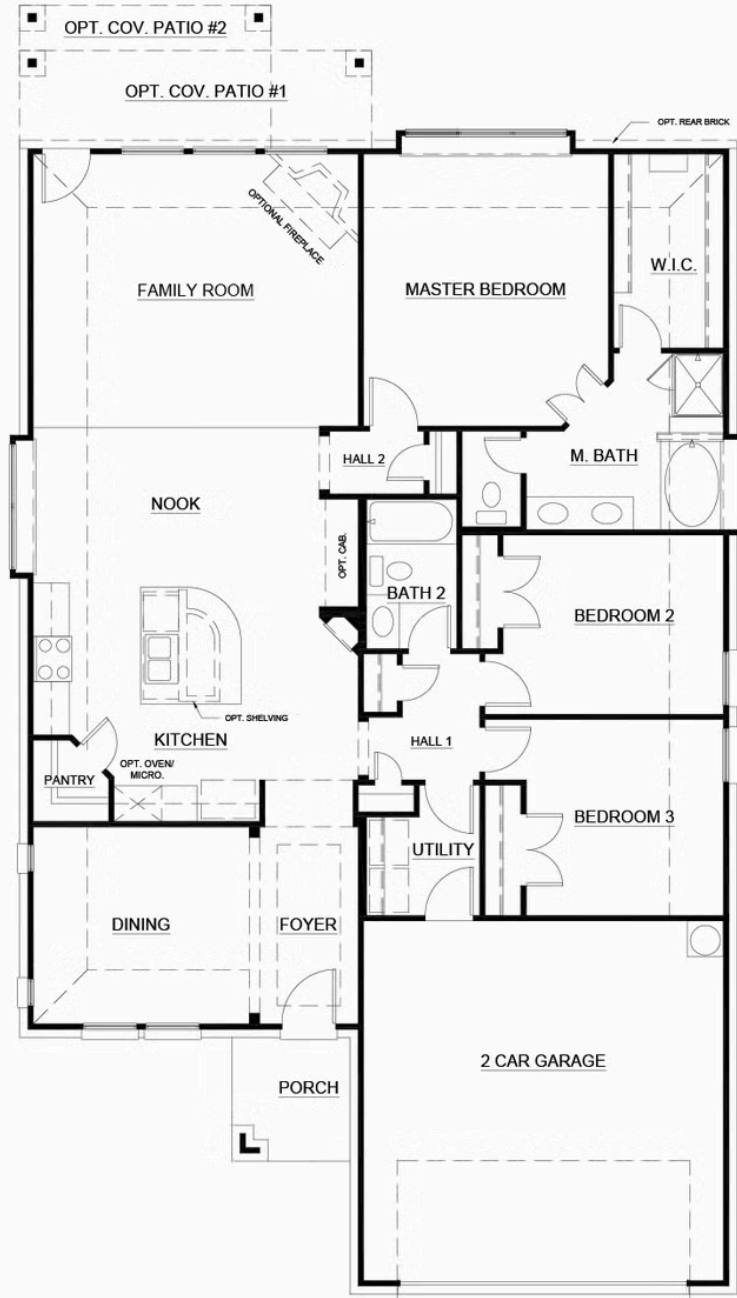 OPT. COV. PATIO #2
OPT. COV. PATIO #1
OPT. REAR BRICK
OPTIONAL FIREPLACE
W.I.C.
FAMILY ROOM
MASTER BEDROOM
HALL 2
M. BATH
NOOK
OPT. CAB.
BATH 2
BEDROOM 2
OPT. SHELVING
KITCHEN
HALL 1
OPT. OVEN/
MICRO.
PANTRY
BEDROOM 3
UTILITY
DINING
FOYER
2 CAR GARAGE
PORCH